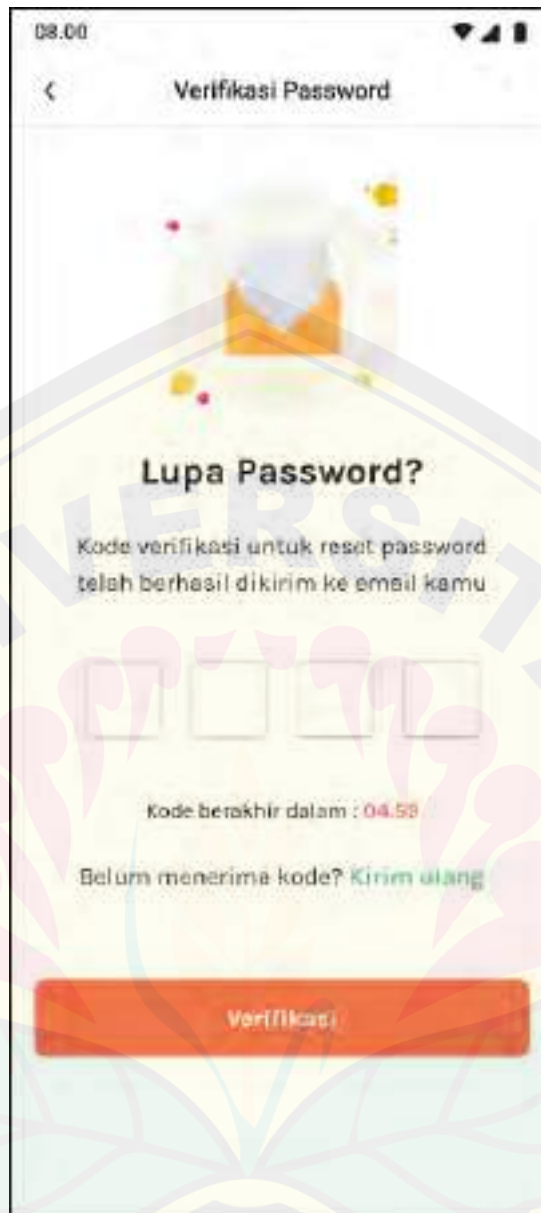 08.00
Verifikasi Password
Lupa Password?
Kode verifikasi untuk reset password
telah berhasil dikirim ke email kamu
Kode berakhir dalam : 04.59
Belum menerima kode? Kirim ulang
Verifikasi